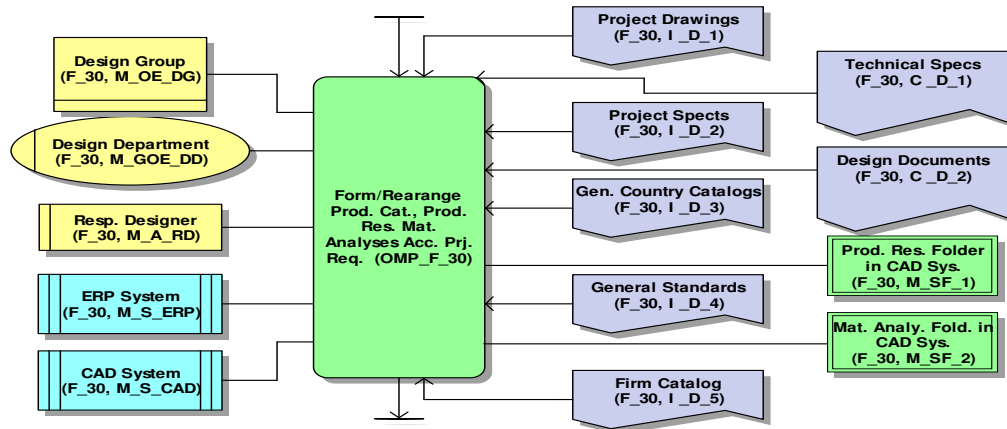 Design Group
(F_30, M_OE_DG)
Design Department
(F_30, M_GOE_DD)
Resp. Designer
(F_30, M_A_RD)
ERP System
(F_30, M_S_ERP)
CAD System
(F_30, M_S_CAD)
Form/Rearange
Prod. Cat., Prod.
Res. Mat.
Analyses Acc. Prj.
Req. (OMP_F_30)
Project Drawings
(F_30, I _D_1)
Project Spects
(F_30, I _D_2)
Gen. Country Catalogs
(F_30, I _D_3)
General Standards
(F_30, I _D_4)
Firm Catalog
(F_30, I _D_5)
Technical Specs
(F_30, C _D_1)
Design Documents
(F_30, C _D_2)
Prod. Res. Folder
in CAD Sys.
(F_30, M_SF_1)
Mat. Analy. Fold. in
CAD Sys.
(F_30, M_SF_2)